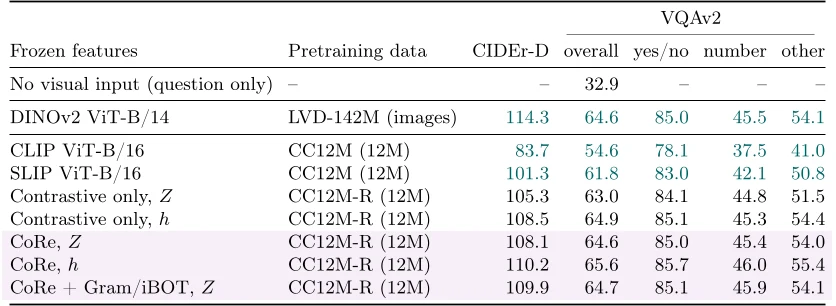 VQAv2
Frozen features Pretraining data CIDEr-D overall yes/no number other
No visual input (question only) – – 32.9 – – –
DINOv2 ViT-B/14 LVD-142M (images) 114.3 64.6 85.0 45.5 54.1
CLIP ViT-B/16 CC12M (12M) 83.7 54.6 78.1 37.5 41.0
SLIP ViT-B/16 CC12M (12M) 101.3 61.8 83.0 42.1 50.8
Contrastive only, Z CC12M-R (12M) 105.3 63.0 84.1 44.8 51.5
Contrastive only, h CC12M-R (12M) 108.5 64.9 85.1 45.3 54.4
CoRe, Z CC12M-R (12M) 108.1 64.6 85.0 45.4 54.0
CoRe, h CC12M-R (12M) 110.2 65.6 85.7 46.0 55.4
CoRe + Gram/iBOT, Z CC12M-R (12M) 109.9 64.7 85.1 45.9 54.1